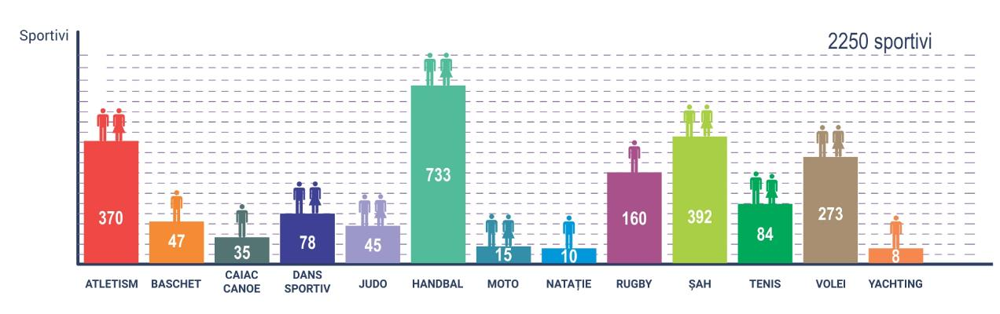 Sportivi
2250 sportivi
370
47
35
78
45
733
15
10
160
392
84
273
8
ATLETISM
BASCHET
CAIAC
CANOE
DANS
SPORTIV
JUDO
HANDBAL
MOTO
NATAȚIE
RUGBY
ȘAH
TENIS
VOLEI
YACHTING